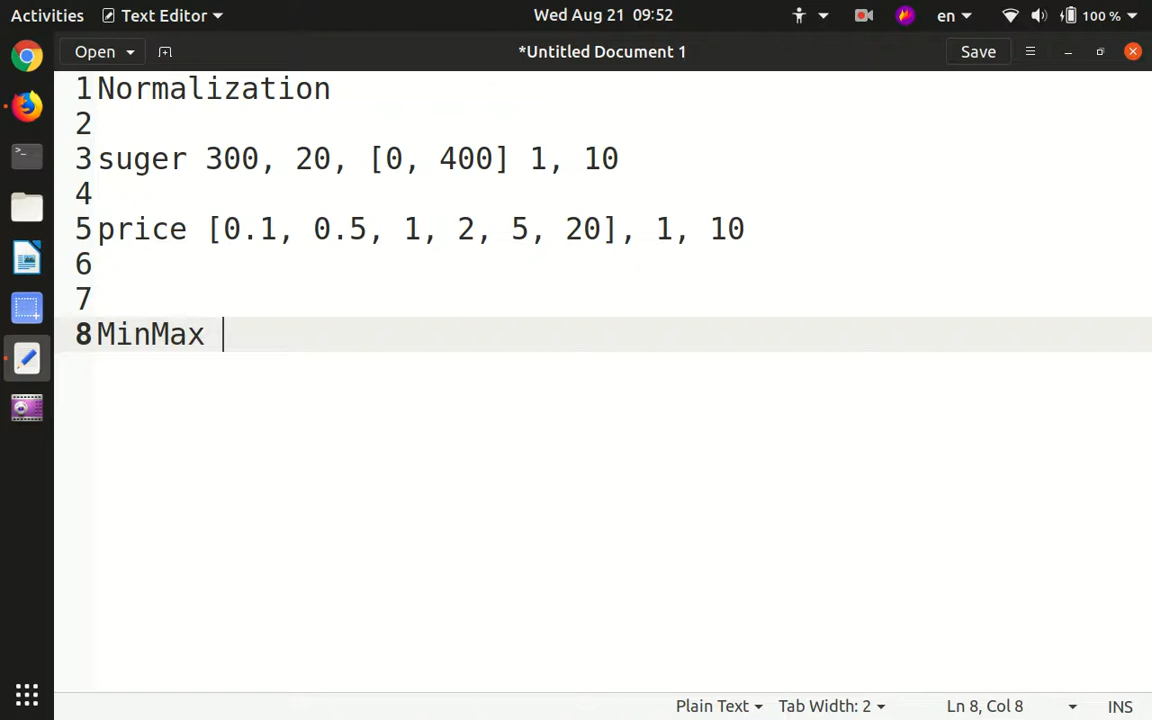 Activities Text Editor Wed Aug 21 09:52 en 100 %
Open *Untitled Document 1 Save
1 Normalization
2
3 suger 300, 20, [0, 400] 1, 10
4
5 price [0.1, 0.5, 1, 2, 5, 20], 1, 10
6
7
8 MinMax
Plain Text Tab Width: 2 Ln 8, Col 8 INS